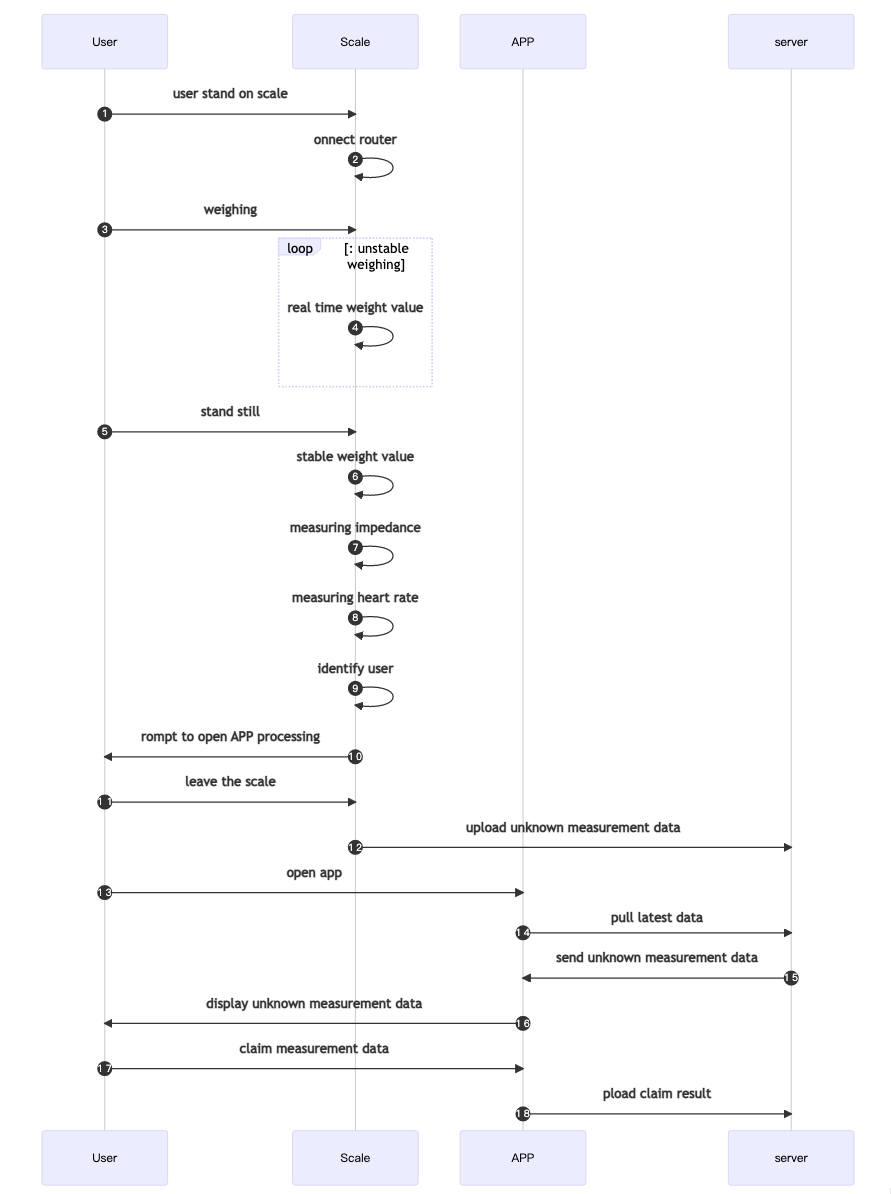 User Scale APP server
user stand on scale
1
onnect router
2
weighing
3
loop [: unstable
weighing]
real time weight value
4
stand still
5
stable weight value
6
measuring impedance
7
measuring heart rate
8
identify user
9
rompt to open APP processing
10
leave the scale
11
upload unknown measurement data
12
open app
13
pull latest data
14
send unknown measurement data
15
display unknown measurement data
16
claim measurement data
17
pload claim result
18
User Scale APP server